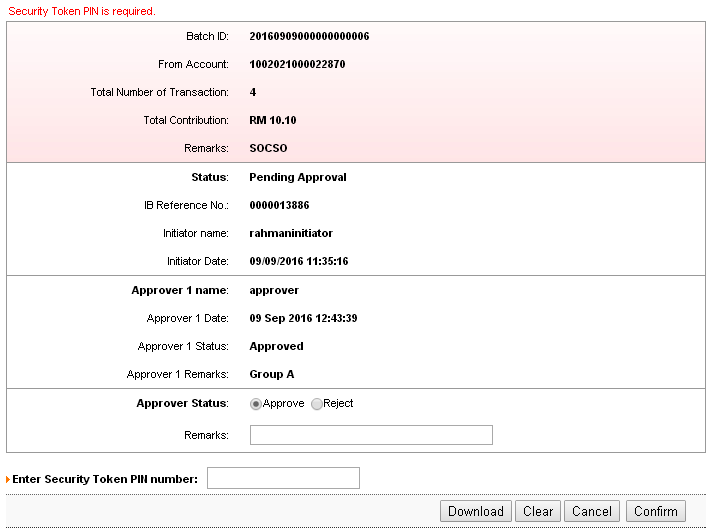 Security Token PIN is required.
Batch ID: 20160909000000000006
From Account: 1002021000022870
Total Number of Transaction: 4
Total Contribution: RM 10.10
Remarks: SOCSO
Status: Pending Approval
IB Reference No.: 0000013886
Initiator name: rahmaninitiator
Initiator Date: 09/09/2016 11:35:16
Approver 1 name: approver
Approver 1 Date: 09 Sep 2016 12:43:39
Approver 1 Status: Approved
Approver 1 Remarks: Group A
Approver Status: Approve Reject
Remarks:
Enter Security Token PIN number:
Download Clear Cancel Confirm